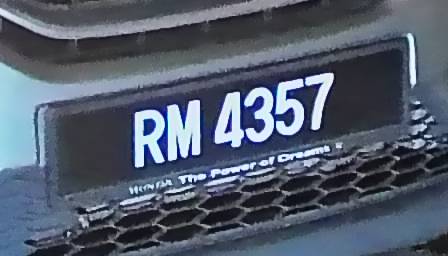 RM 4357
HONDA The Power of Dreams